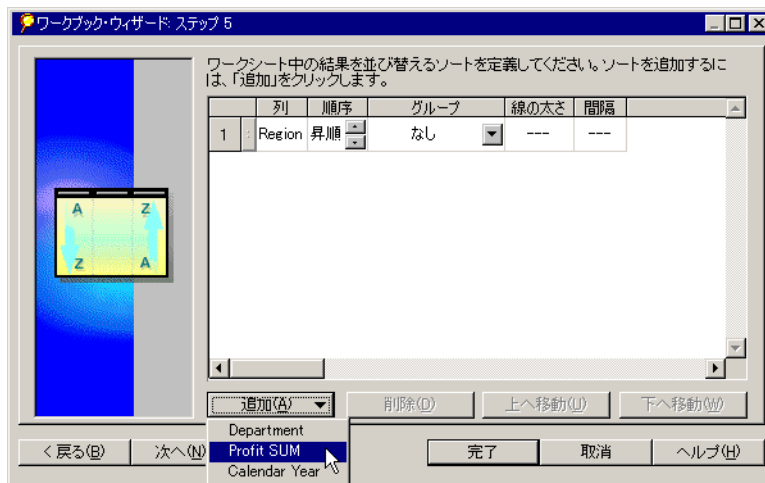 ワークブック・ウィザード: ステップ 5
ワークシート中の結果を並び替えるソートを定義してください。ソートを追加するに
は、「追加」をクリックします。
列 順序 グループ 線の太さ 間隔
1 Region 昇順 なし --- ---
A Z
Z A
追加(A) 削除(D) 上へ移動(U) 下へ移動(W)
Department
Profit SUM
Calendar Year
< 戻る(B) 次へ(N) 完了 取消 ヘルプ(H)